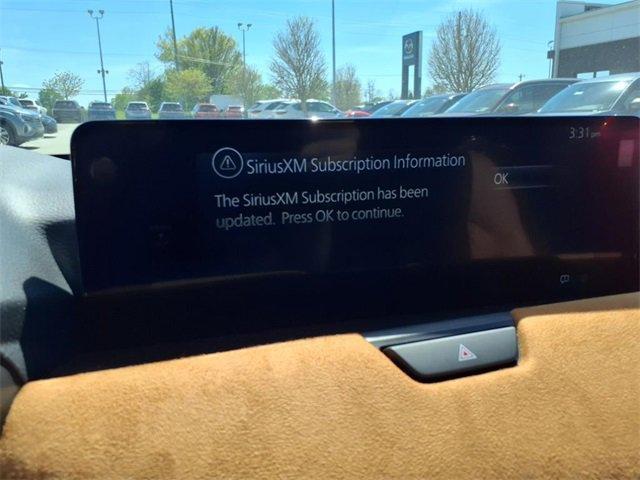 3:31 pm
SiriusXM Subscription Information
The SiriusXM Subscription has been
updated. Press OK to continue.
OK